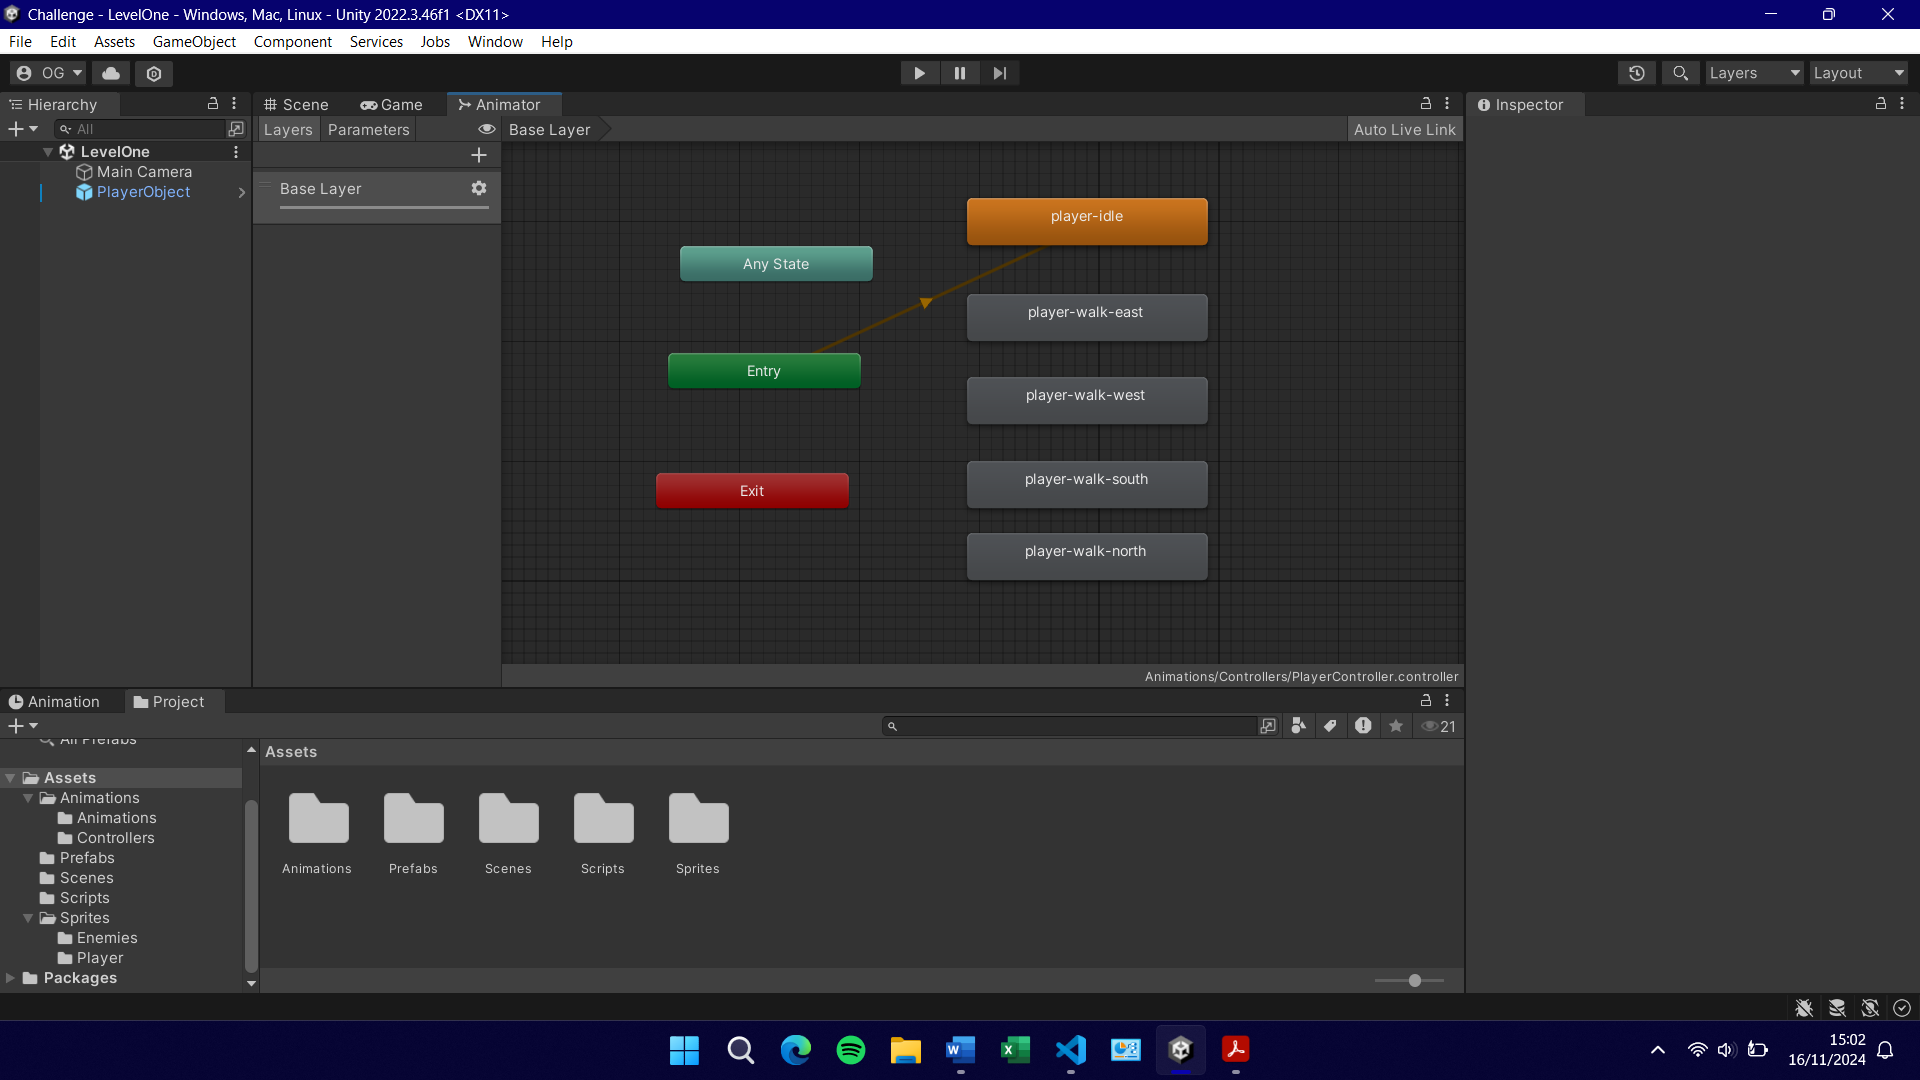 Challenge - LevelOne - Windows, Mac, Linux - Unity 2022.3.46f1 <DX11>
File Edit Assets GameObject Component Services Jobs Window Help
OG Layers Layout
Hierarchy Scene Game Animator Inspector
All Layers Parameters Base Layer Auto Live Link
LevelOne
Main Camera
PlayerObject
Base Layer
player-idle
Any State
player-walk-east
Entry
player-walk-west
player-walk-south
Exit
player-walk-north
Animations/Controllers/PlayerController.controller
Animation Project
21
All Prefabs
Assets
Assets
Animations
Animations
Controllers
Prefabs
Scenes
Scripts
Sprites
Enemies
Player
Packages
Animations Prefabs Scenes Scripts Sprites
15:02
16/11/2024